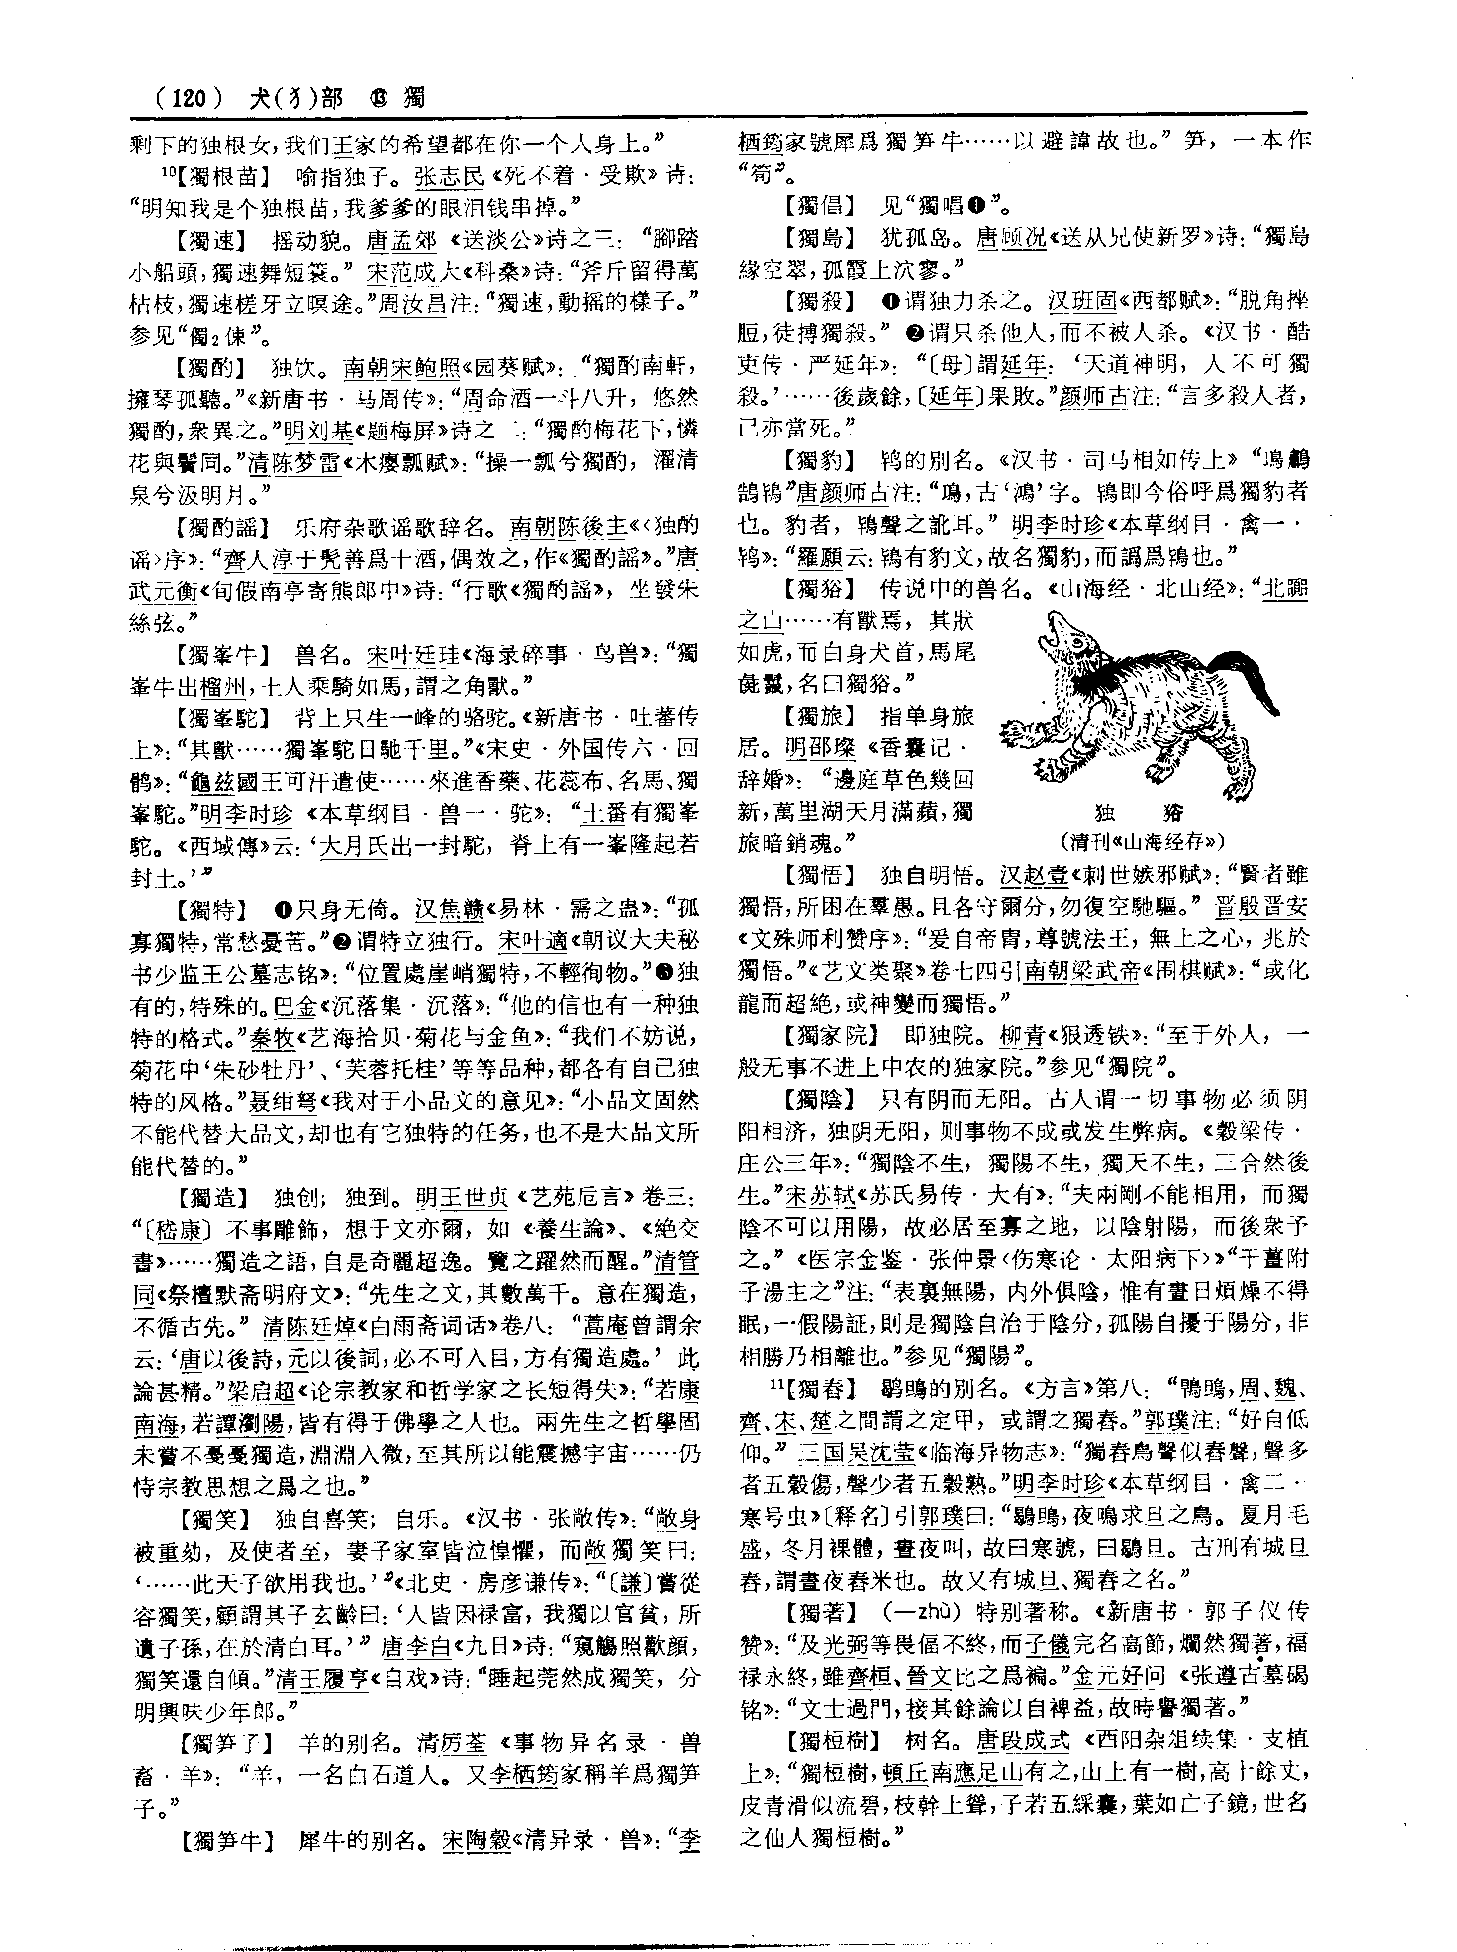 （120） 犬(犭)部 ⑬ 獨
剩下的独根女，我们王家的希望都在你一个人身上。”
10【獨根苗】 喻指独子。张志民《死不着·受欺》诗：
“明知我是个独根苗，我爹爹的眼泪钱串掉。”
【獨速】 摇动貌。唐孟郊《送淡公》诗之三：“腳踏
小船頭，獨速舞短蓑。”宋范成大《科桑》诗：“斧斤留得萬
枯枝，獨速槎牙立暝途。”周汝昌注：“獨速，動摇的樣子。”
参见“獨2 倲”。
【獨酌】 独饮。南朝宋鲍照《园葵赋》：“獨酌南軒，
擁琴孤聽。”《新唐书·马周传》：“周命酒一斗八升，悠然
獨酌，衆異之。”明刘基《题梅屏》诗之二：“獨酌梅花下，憐
花與鬢同。”清陈梦雷《木瘿瓢赋》：“操一瓢兮獨酌，濯清
泉兮汲明月。”
【獨酌謡】 乐府杂歌谣歌辞名。南朝陈後主《〈独酌
谣〉序》：“齊人淳于髡善爲十酒，偶效之，作《獨酌謡》。”唐
武元衡《旬假南亭寄熊郎中》诗：“行歌《獨酌謡》，坐發朱
絲弦。”
【獨峯牛】 兽名。宋叶廷珪《海录碎事·鸟兽》：“獨
峯牛出榴州，土人乘騎如馬，謂之角獸。”
【獨峯駝】 背上只生一峰的骆驼。《新唐书·吐蕃传
上》：“其獸……獨峯駝日馳千里。”《宋史·外国传六·回
鹘》：“龜兹國王可汗遣使……來進香藥、花蕊布、名馬、獨
峯駝。”明李时珍《本草纲目·兽一·驼》：“土番有獨峯
駝。《西域傳》云：‘大月氏出一封駝，脊上有一峯隆起若
封土。’”
【獨特】 ❶只身无倚。汉焦赣《易林·需之蛊》：“孤
寡獨特，常愁憂苦。”❷谓特立独行。宋叶適《朝议大夫秘
书少监王公墓志铭》：“位置處崖峭獨特，不輕徇物。”❸独
有的，特殊的。巴金《沉落集·沉落》：“他的信也有一种独
特的格式。”秦牧《艺海拾贝·菊花与金鱼》：“我们不妨说，
菊花中‘朱砂牡丹’、‘芙蓉托桂’等等品种，都各有自己独
特的风格。”聂绀弩《我对于小品文的意见》：“小品文固然
不能代替大品文，却也有它独特的任务，也不是大品文所
能代替的。”
【獨造】 独创；独到。明王世贞《艺苑卮言》卷三：
“〔嵇康〕不事雕飾，想于文亦爾，如《養生論》、《絶交
書》……獨造之語，自是奇麗超逸。覽之躍然而醒。”清管
同《祭檀默斋明府文》：“先生之文，其數萬千。意在獨造，
不循古先。”清陈廷焯《白雨斋词话》卷八：“蒿庵曾謂余
云：‘唐以後詩，元以後詞，必不可入目，方有獨造處。’此
論甚精。”梁启超《论宗教家和哲学家之长短得失》：“若康
南海，若譚瀏陽，皆有得于佛學之人也。兩先生之哲學固
未嘗不戛戛獨造，淵淵入微，至其所以能震撼宇宙……仍
恃宗教思想之爲之也。”
【獨笑】 独自喜笑；自乐。《汉书·张敞传》：“敞身
被重劾，及使者至，妻子家室皆泣惶懼，而敞獨笑曰：
‘……此天子欲用我也。’”《北史·房彦谦传》：“〔謙〕嘗從
容獨笑，顧謂其子玄齡曰：‘人皆因禄富，我獨以官貧，所
遺子孫，在於清白耳。’”唐李白《九日》诗：“窺觴照歡顔，
獨笑還自傾。”清王履亨《自戏》诗：“睡起莞然成獨笑，分
明興味少年郎。”
【獨笋子】 羊的别名。清厉荃《事物异名录·兽
畜·羊》：“羊，一名白石道人。又李栖筠家稱羊爲獨笋
子。”
【獨笋牛】 犀牛的别名。宋陶穀《清异录·兽》：“李
栖筠家號犀爲獨笋牛……以避諱故也。”笋，一本作
“筍”。
【獨倡】 见“獨唱❶”。
【獨島】 犹孤岛。唐顾况《送从兄使新罗》诗：“獨島
緣空翠，孤霞上泬寥。”
【獨殺】 ❶谓独力杀之。汉班固《西都赋》：“脱角挫
脰，徒搏獨殺。”❷谓只杀他人，而不被人杀。《汉书·酷
吏传·严延年》：“〔母〕謂延年：‘天道神明，人不可獨
殺。’……後歲餘，〔延年〕果敗。”颜师古注：“言多殺人者，
己亦當死。”
【獨豹】 鸨的别名。《汉书·司马相如传上》“鳿鷫
鵠鴇”唐颜师古注：“鳿，古‘鴻’字。鴇即今俗呼爲獨豹者
也。豹者，鴇聲之訛耳。”明李时珍《本草纲目·禽一·
鸨》：“羅願云：鴇有豹文，故名獨豹，而譌爲鴇也。”
【獨𤞞】 传说中的兽名。《山海经·北山经》：“北嚻
之山……有獸焉，其狀
如虎，而白身犬首，馬尾
彘鬣，名曰獨𤞞。”
【獨旅】 指单身旅
居。明邵璨《香囊记·
辞婚》：“邊庭草色幾回
新，萬里湖天月滿蘋，獨
旅暗銷魂。”
独 𤞞
（清刊《山海经存》）
【獨悟】 独自明悟。汉赵壹《刺世嫉邪赋》：“賢者雖
獨悟，所困在羣愚。且各守爾分，勿復空馳驅。”晋殷晋安
《文殊师利赞序》：“爰自帝胄，尊號法王，無上之心，兆於
獨悟。”《艺文类聚》卷七四引南朝梁武帝《围棋赋》：“或化
龍而超絶，或神變而獨悟。”
【獨家院】 即独院。柳青《狠透铁》：“至于外人，一
般无事不进上中农的独家院。”参见“獨院”。
【獨陰】 只有阴而无阳。古人谓一切事物必须阴
阳相济，独阴无阳，则事物不成或发生弊病。《穀梁传·
庄公三年》：“獨陰不生，獨陽不生，獨天不生，三合然後
生。”宋苏轼《苏氏易传·大有》：“夫兩剛不能相用，而獨
陰不可以用陽，故必居至寡之地，以陰射陽，而後衆予
之。”《医宗金鉴·张仲景〈伤寒论·太阳病下〉》“干薑附
子湯主之”注：“表裏無陽，内外俱陰，惟有晝日煩燥不得
眠，一假陽証，則是獨陰自治于陰分，孤陽自擾于陽分，非
相勝乃相離也。”参见“獨陽”。
11【獨舂】 鹖鴠的别名。《方言》第八：“鴨鴠，周、魏、
齊、宋、楚之間謂之定甲，或謂之獨舂。”郭璞注：“好自低
仰。”三国吴沈莹《临海异物志》：“獨舂鳥聲似舂聲，聲多
者五穀傷，聲少者五穀熟。”明李时珍《本草纲目·禽二·
寒号虫》〔释名〕引郭璞曰：“鶡鴠，夜鳴求旦之鳥。夏月毛
盛，冬月裸體，晝夜叫，故曰寒號，曰鶡旦。古刑有城旦
舂，謂晝夜舂米也。故又有城旦、獨舂之名。”
【獨著】 （—zhù）特别著称。《新唐书·郭子仪传
赞》：“及光弼等畏偪不終，而子儀完名高節，爛然獨著，福
禄永終，雖齊桓、晉文比之爲褊。”金元好问《张遵古墓碣
铭》：“文士過門，接其餘論以自裨益，故時譽獨著。”
【獨桓樹】 树名。唐段成式《酉阳杂俎续集·支植
上》：“獨桓樹，頓丘南應足山有之，山上有一樹，高十餘丈，
皮青滑似流碧，枝幹上聳，子若五綵囊，葉如亡子鏡，世名
之仙人獨桓樹。”